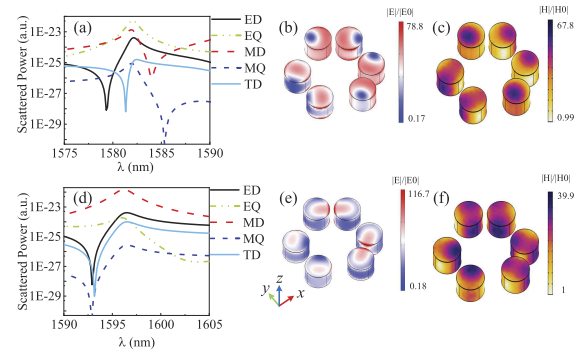 (a)
Scattered Power (a.u.)
1E-23
1E-25
1E-27
1E-29
1575
1580
1585
1590
λ (nm)
ED
EQ
MD
MQ
TD
(b)
|E|/|E0|
78.8
0.17
(c)
|H|/|H0|
67.8
0.99
(d)
Scattered Power (a.u.)
1E-23
1E-25
1E-27
1E-29
1590
1595
1600
1605
λ (nm)
ED
EQ
MD
MQ
TD
(e)
|E|/|E0|
116.7
0.18
z
y
x
(f)
|H|/|H0|
39.9
1